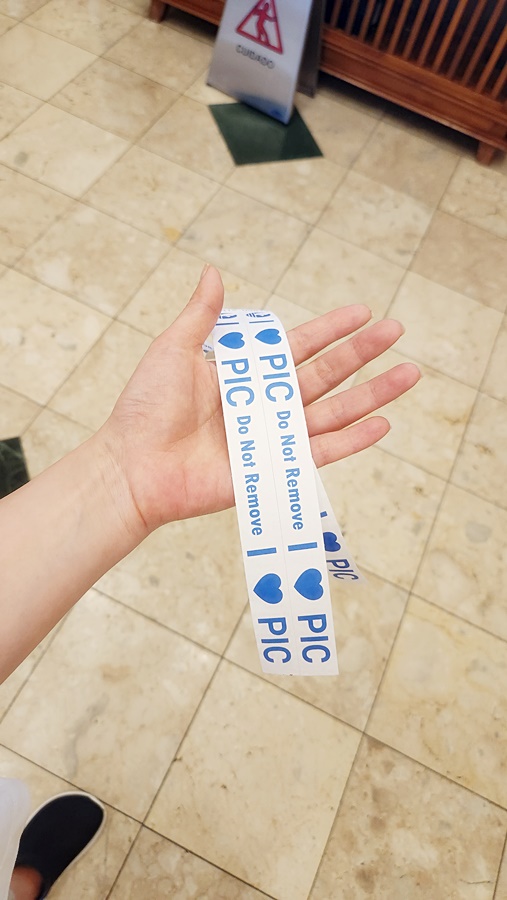 CUIDADO
I ♥ PIC Do Not Remove I ♥ PIC
I ♥ PIC Do Not Remove I ♥ PIC
♥ PIC